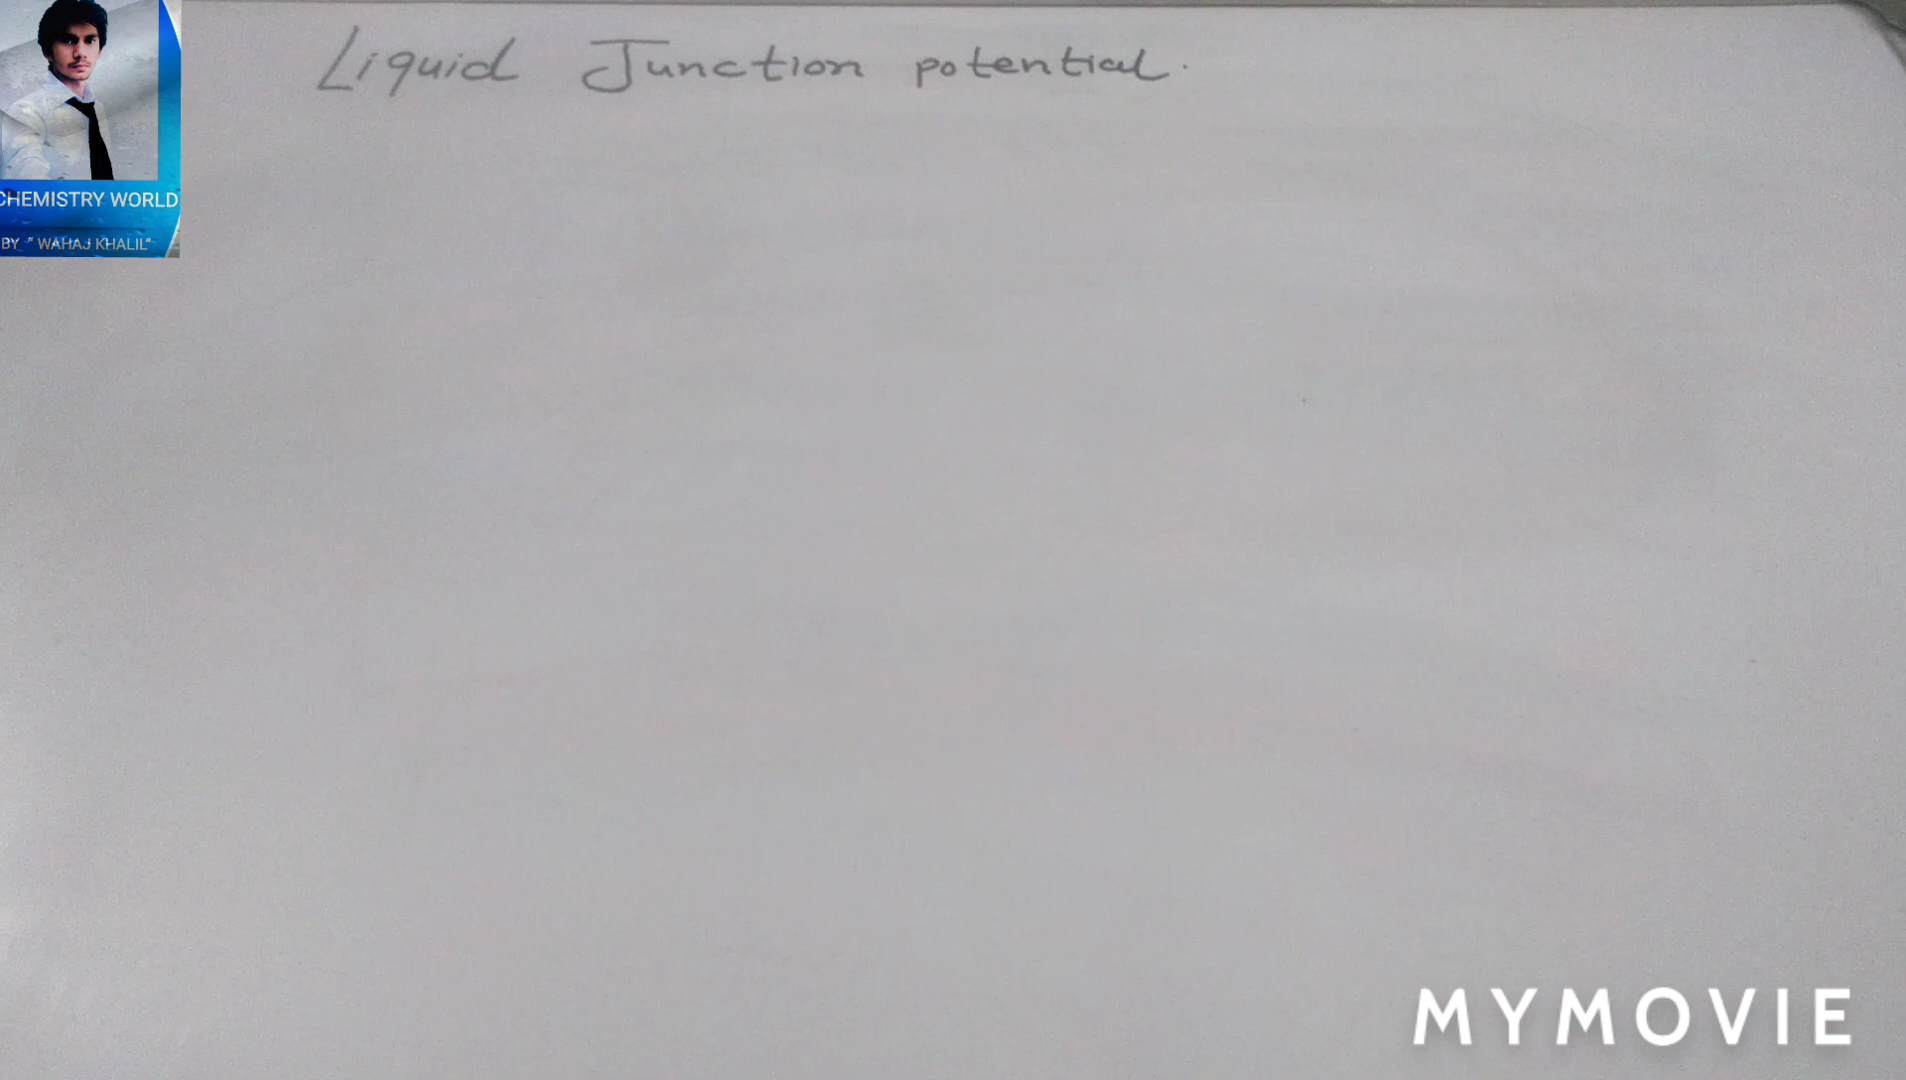 Liquid Junction potential.
CHEMISTRY WORLD
BY "WAHAJ KHALIL"
MYMOVIE